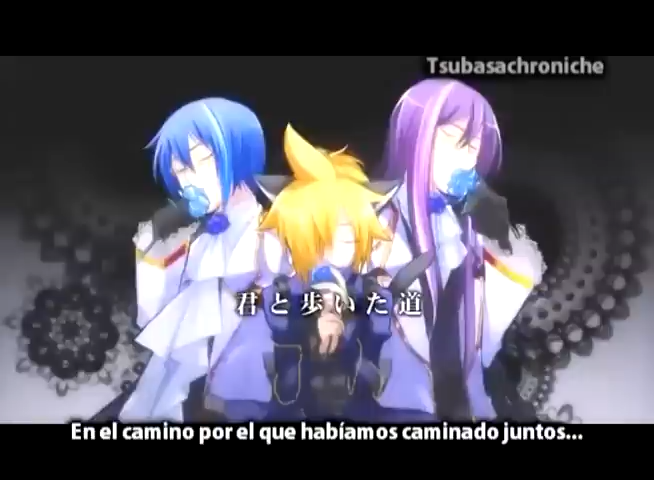 Tsubasachroniche
君と歩いた道
En el camino por el que habíamos caminado juntos...